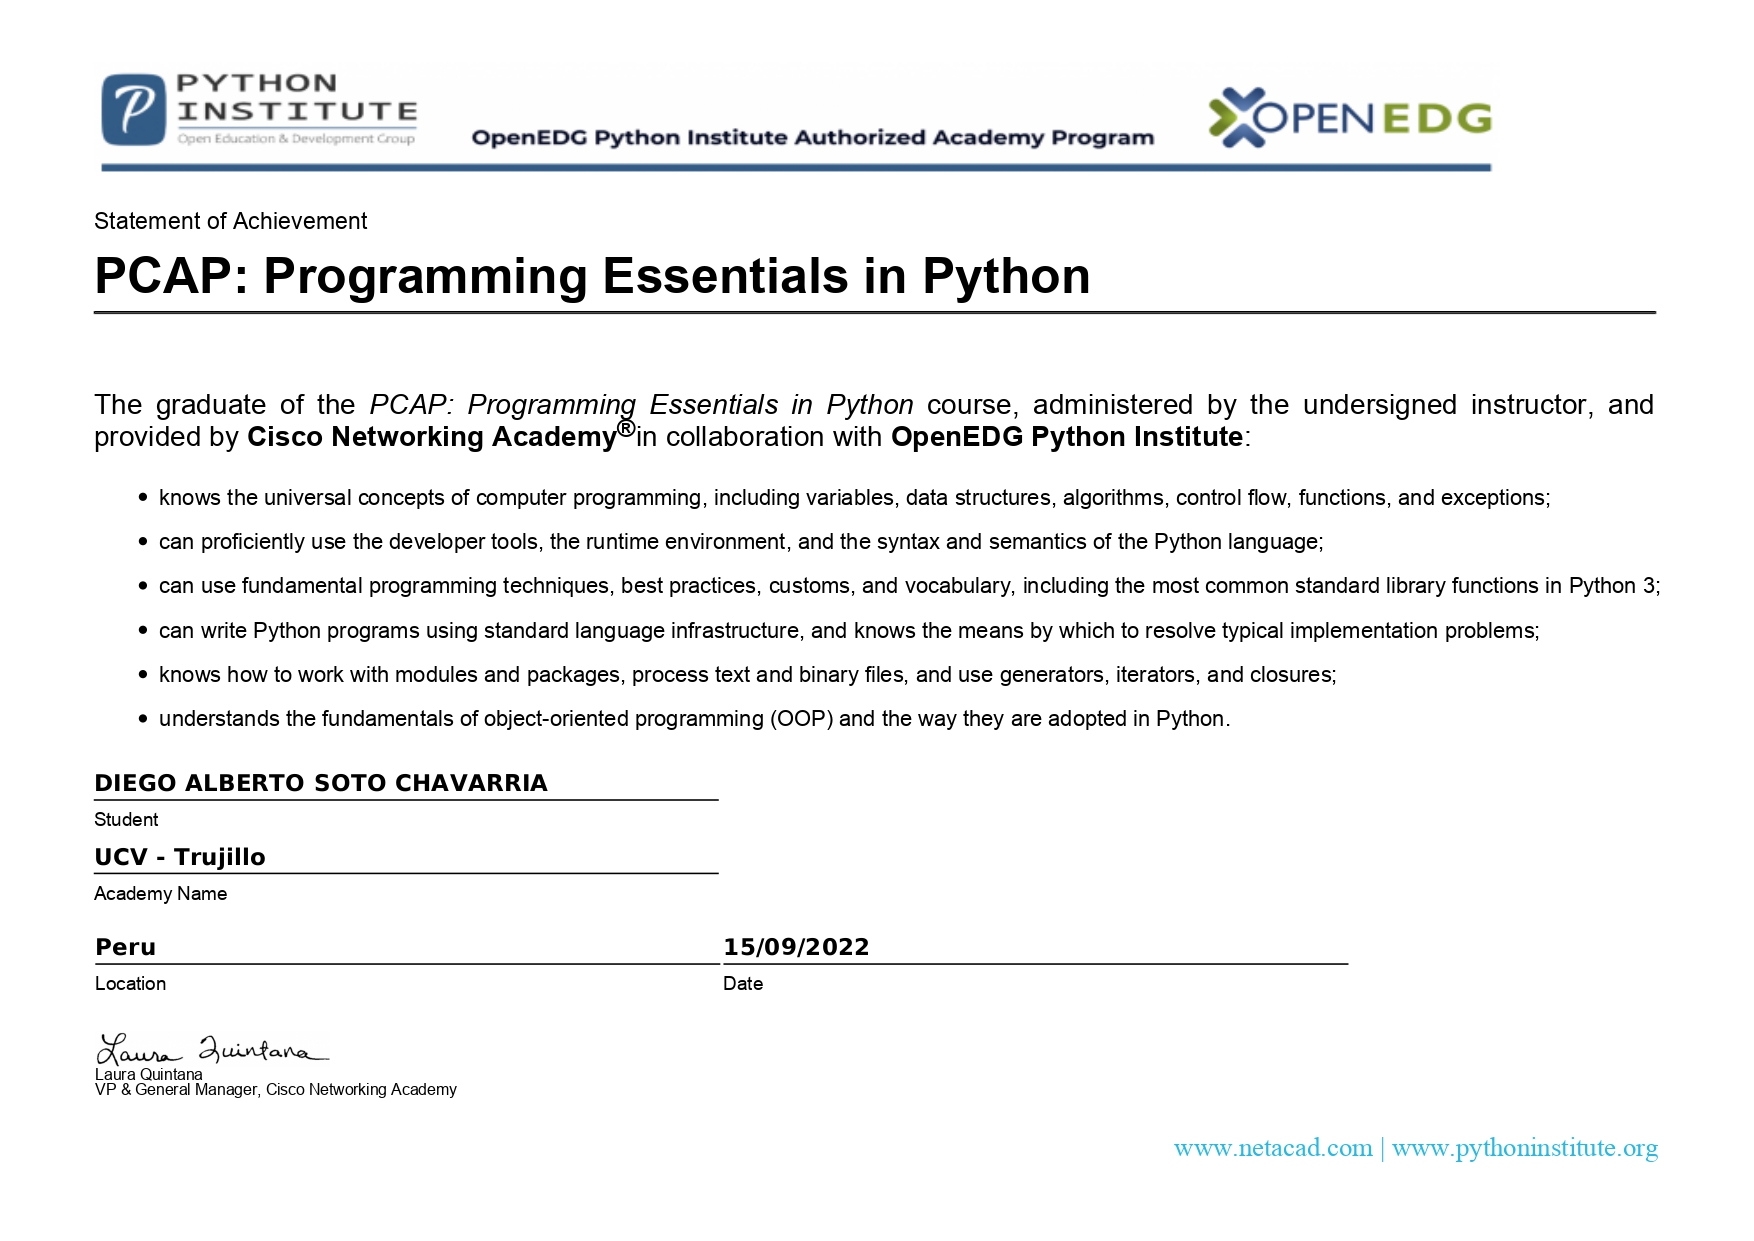 PYTHON
INSTITUTE
Open Education & Development Group
OpenEDG Python Institute Authorized Academy Program
OPENEDG
Statement of Achievement
PCAP: Programming Essentials in Python
The graduate of the PCAP: Programming Essentials in Python course, administered by the undersigned instructor, and
provided by Cisco Networking Academy®in collaboration with OpenEDG Python Institute:
• knows the universal concepts of computer programming, including variables, data structures, algorithms, control flow, functions, and exceptions;
• can proficiently use the developer tools, the runtime environment, and the syntax and semantics of the Python language;
• can use fundamental programming techniques, best practices, customs, and vocabulary, including the most common standard library functions in Python 3;
• can write Python programs using standard language infrastructure, and knows the means by which to resolve typical implementation problems;
• knows how to work with modules and packages, process text and binary files, and use generators, iterators, and closures;
• understands the fundamentals of object-oriented programming (OOP) and the way they are adopted in Python.
DIEGO ALBERTO SOTO CHAVARRIA
Student
UCV - Trujillo
Academy Name
Peru 15/09/2022
Location Date
Laura Quintana
Laura Quintana
VP & General Manager, Cisco Networking Academy
www.netacad.com | www.pythoninstitute.org